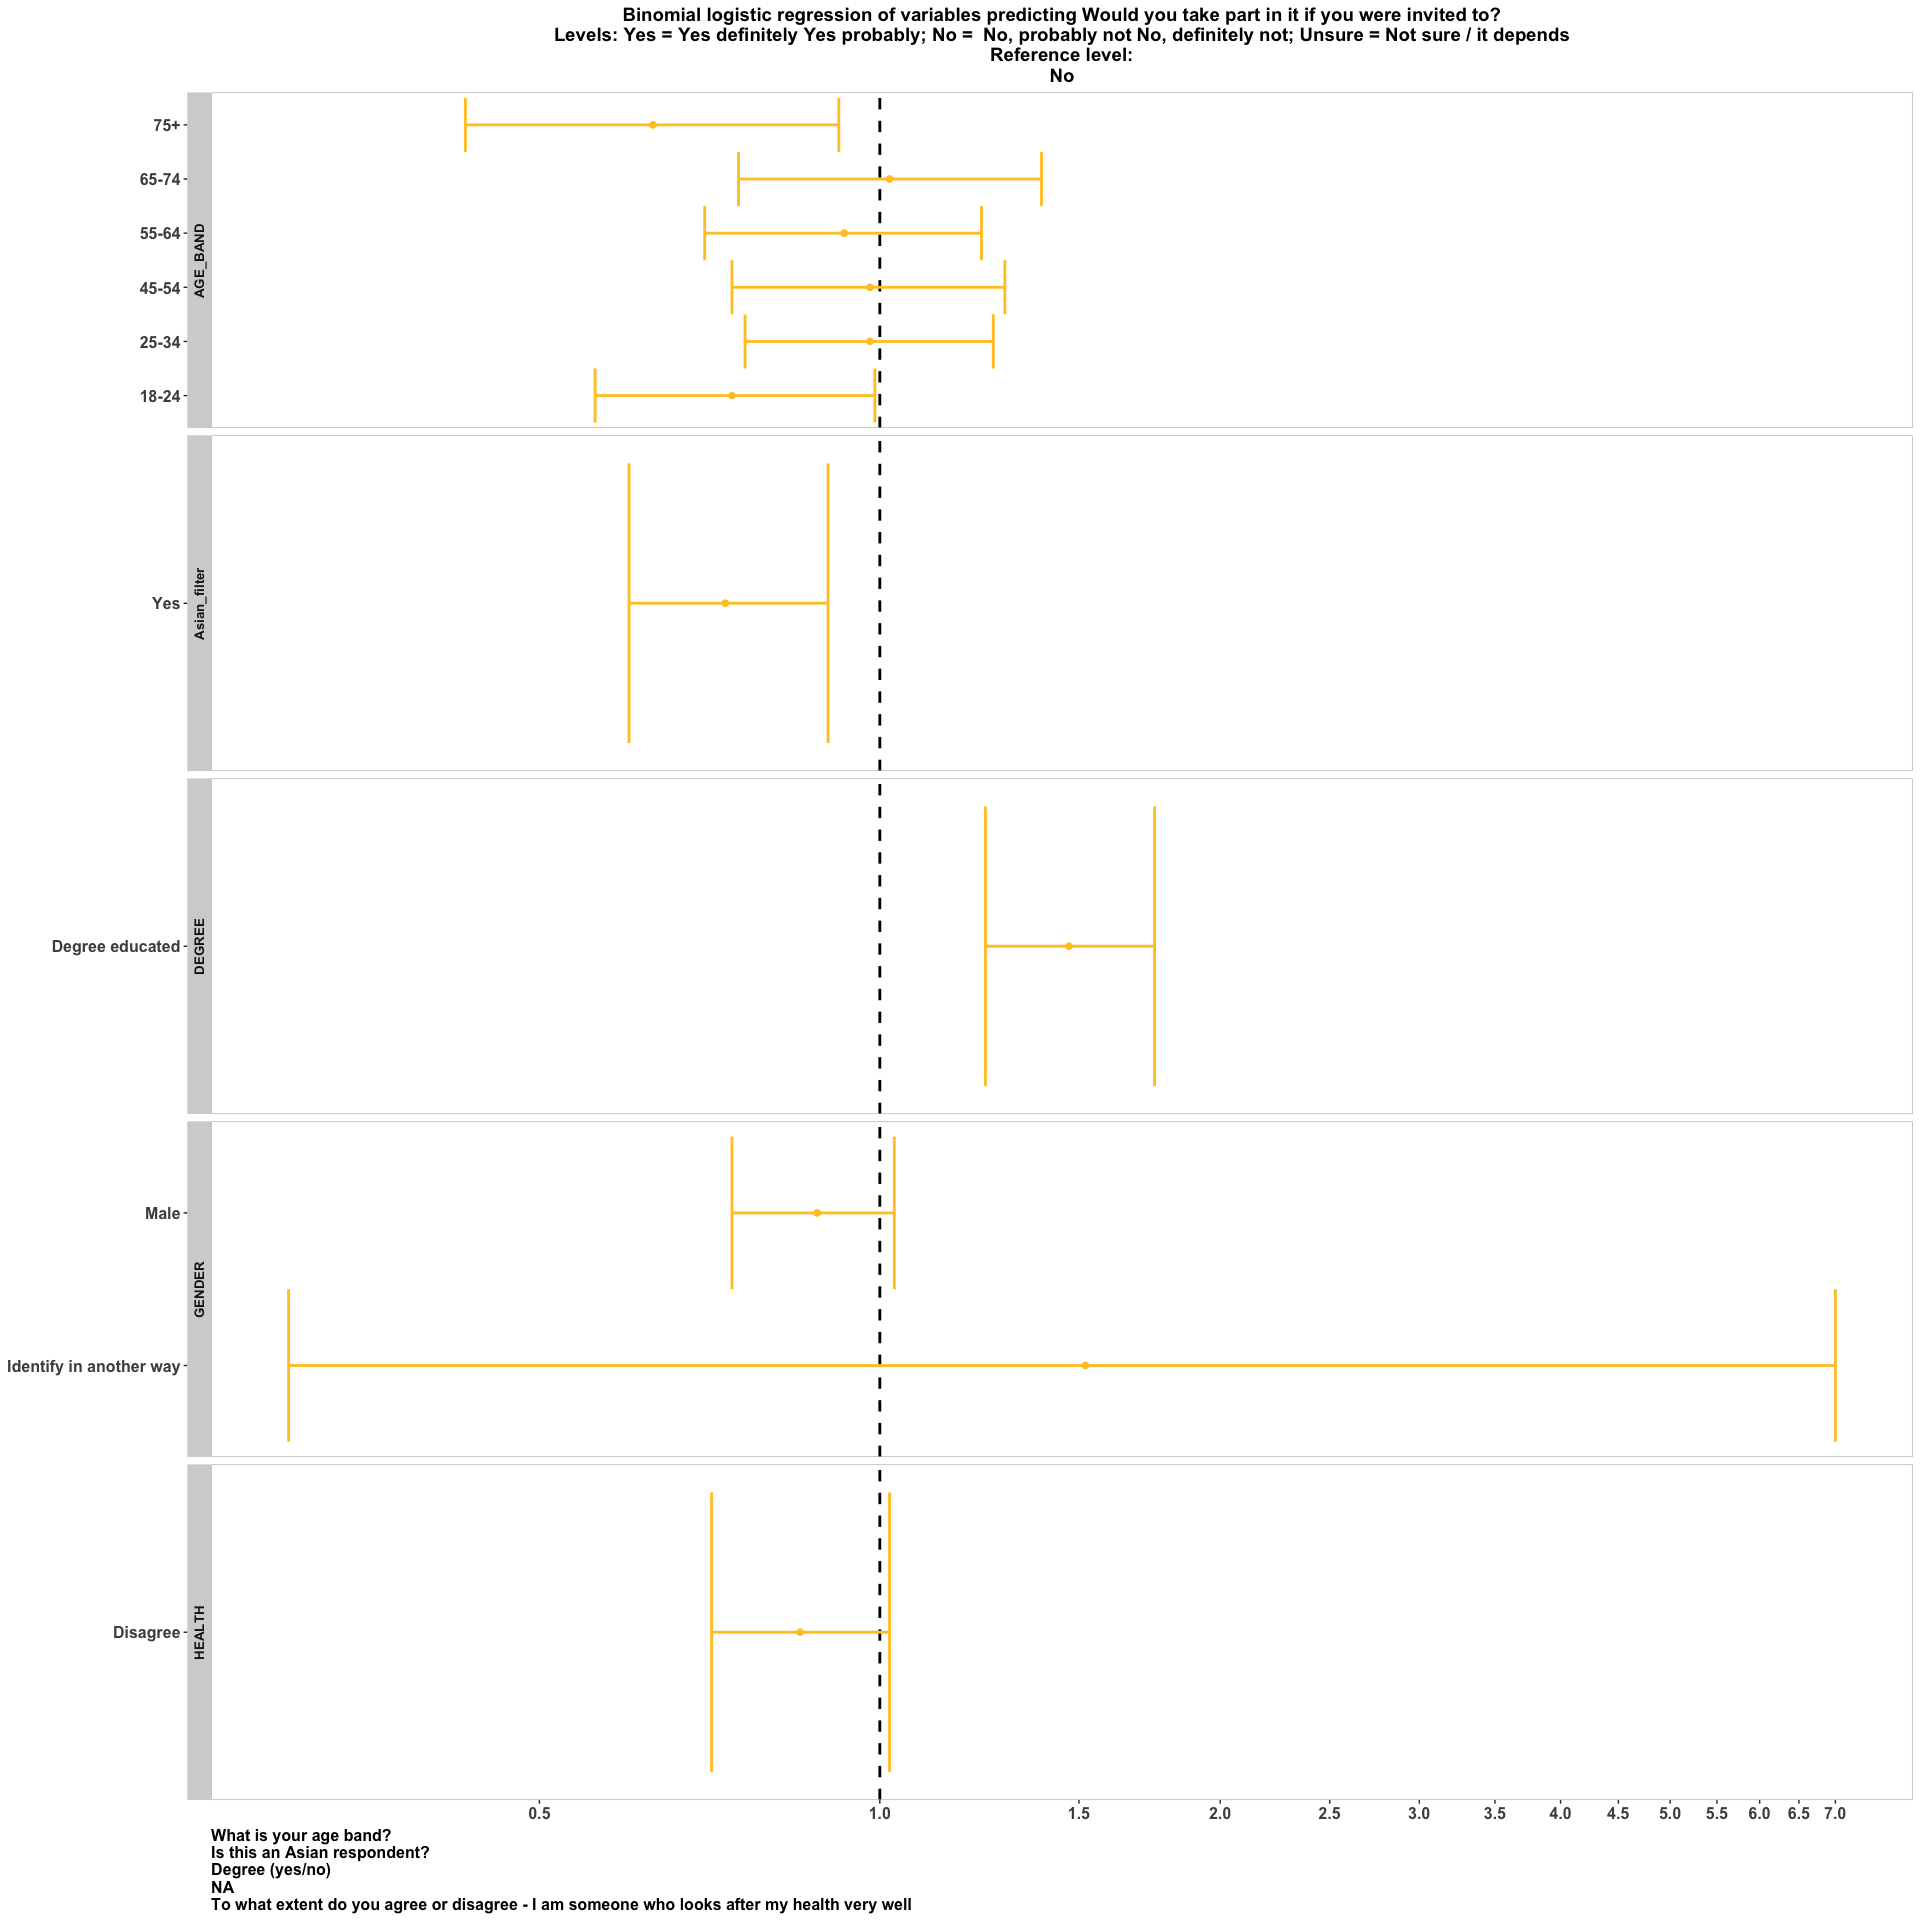 Binomial logistic regression of variables predicting Would you take part in it if you were invited to?
Levels: Yes = Yes definitely Yes probably; No =  No, probably not No, definitely not; Unsure = Not sure / it depends
Reference level:
No
AGE_BAND
75+
65-74
55-64
45-54
25-34
18-24
Asian_filter
Yes
DEGREE
Degree educated
GENDER
Male
Identify in another way
HEALTH
Disagree
0.5 1.0 1.5 2.0 2.5 3.0 3.5 4.0 4.5 5.0 5.5 6.0 6.5 7.0
What is your age band?
Is this an Asian respondent?
Degree (yes/no)
NA
To what extent do you agree or disagree - I am someone who looks after my health very well